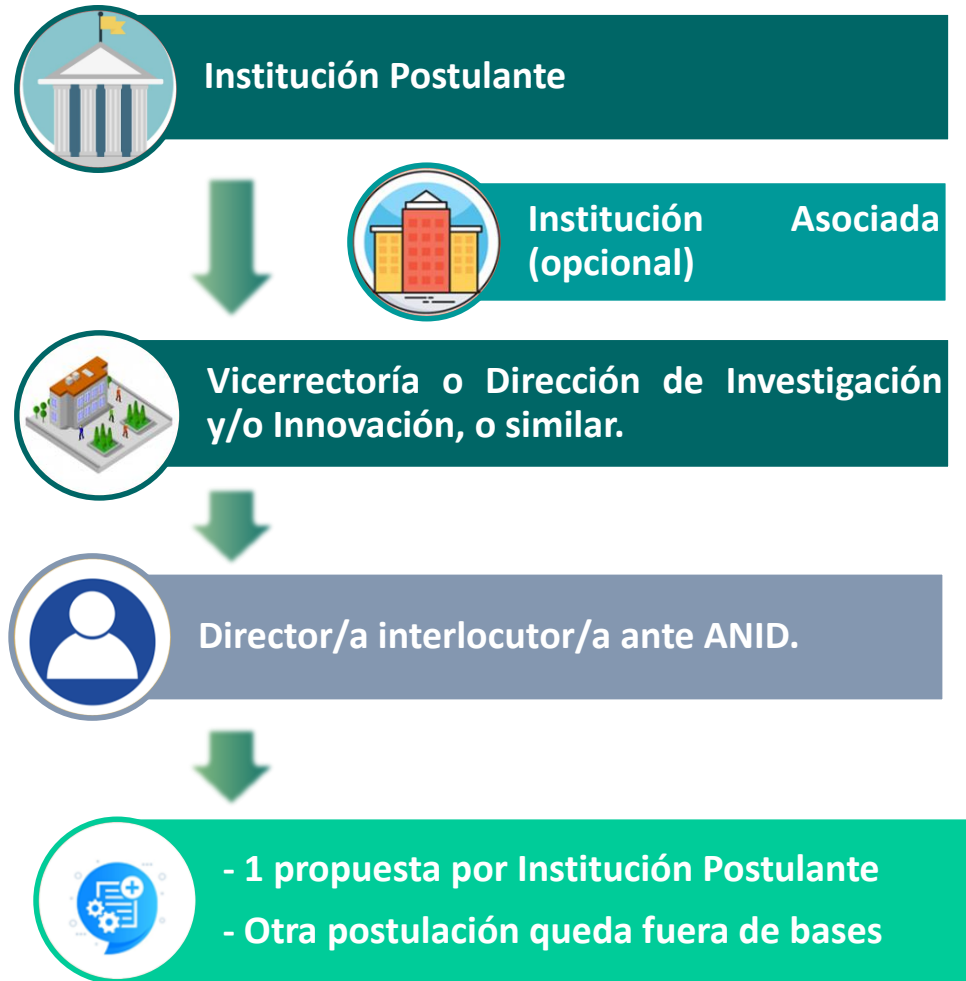 Institución Postulante
Institución Asociada
(opcional)
Vicerrectoría o Dirección de Investigación
y/o Innovación, o similar.
Director/a interlocutor/a ante ANID.
- 1 propuesta por Institución Postulante
- Otra postulación queda fuera de bases